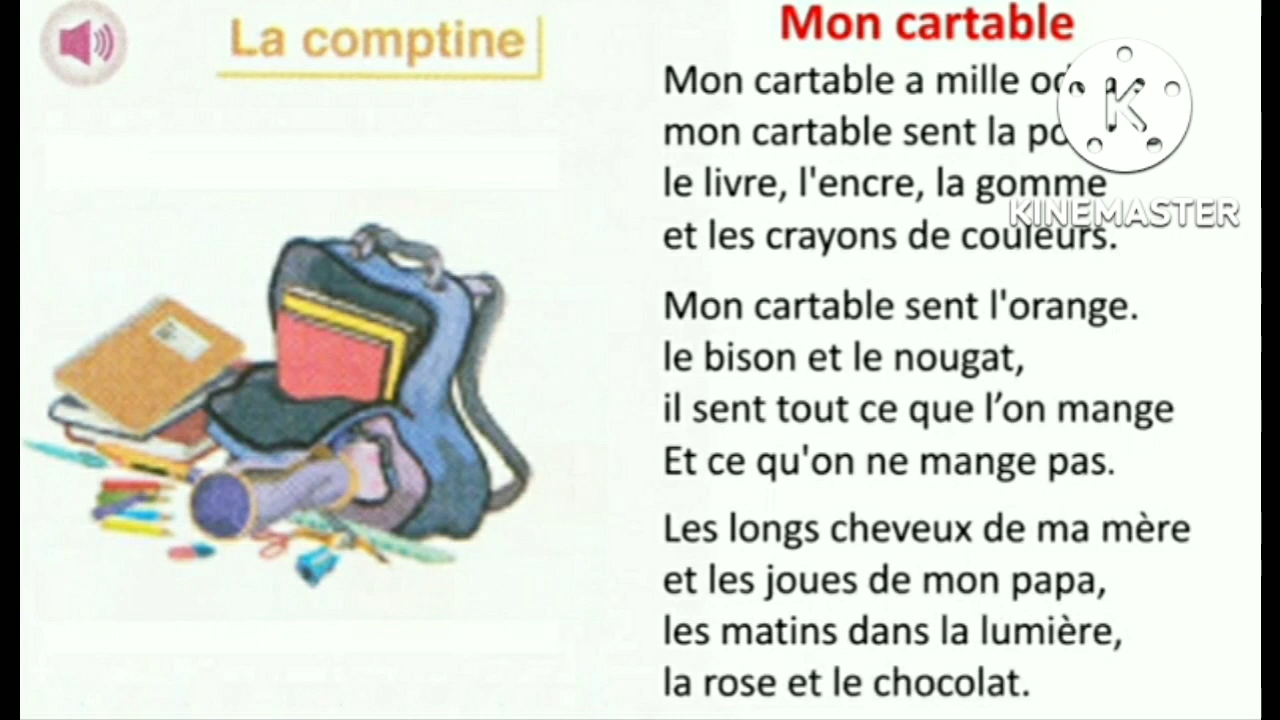 La comptine
Mon cartable
Mon cartable a mille
mon cartable sent la
le livre, l'encre, la gomme
et les crayons de couleurs.
Mon cartable sent l'orange.
le bison et le nougat,
il sent tout ce que l’on mange
Et ce qu'on ne mange pas.
Les longs cheveux de ma mère
et les joues de mon papa,
les matins dans la lumière,
la rose et le chocolat.
K
KINEMASTER